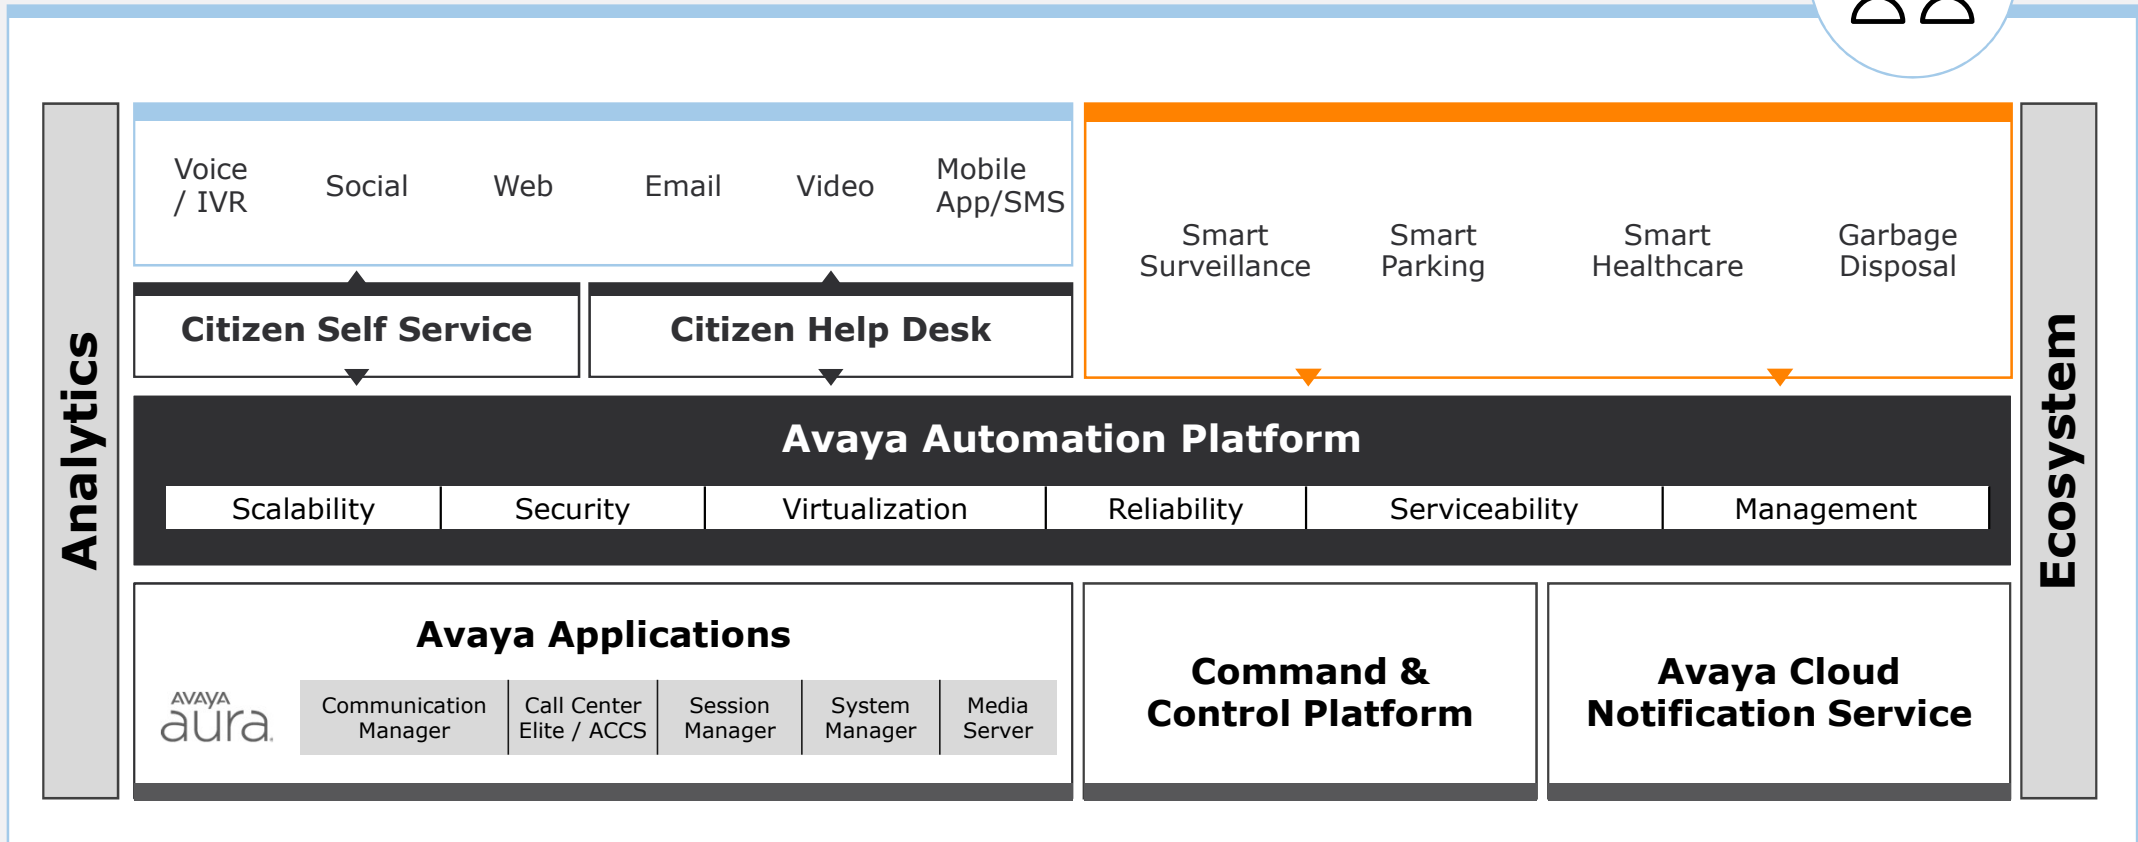 Analytics
Voice
/ IVR
Social
Web
Email
Video
Mobile
App/SMS
Citizen Self Service
Citizen Help Desk
Smart
Surveillance
Smart
Parking
Smart
Healthcare
Garbage
Disposal
Avaya Automation Platform
Scalability
Security
Virtualization
Reliability
Serviceability
Management
Avaya Applications
AVAYA
aura.
Communication
Manager
Call Center
Elite / ACCS
Session
Manager
System
Manager
Media
Server
Command &
Control Platform
Avaya Cloud
Notification Service
Ecosystem